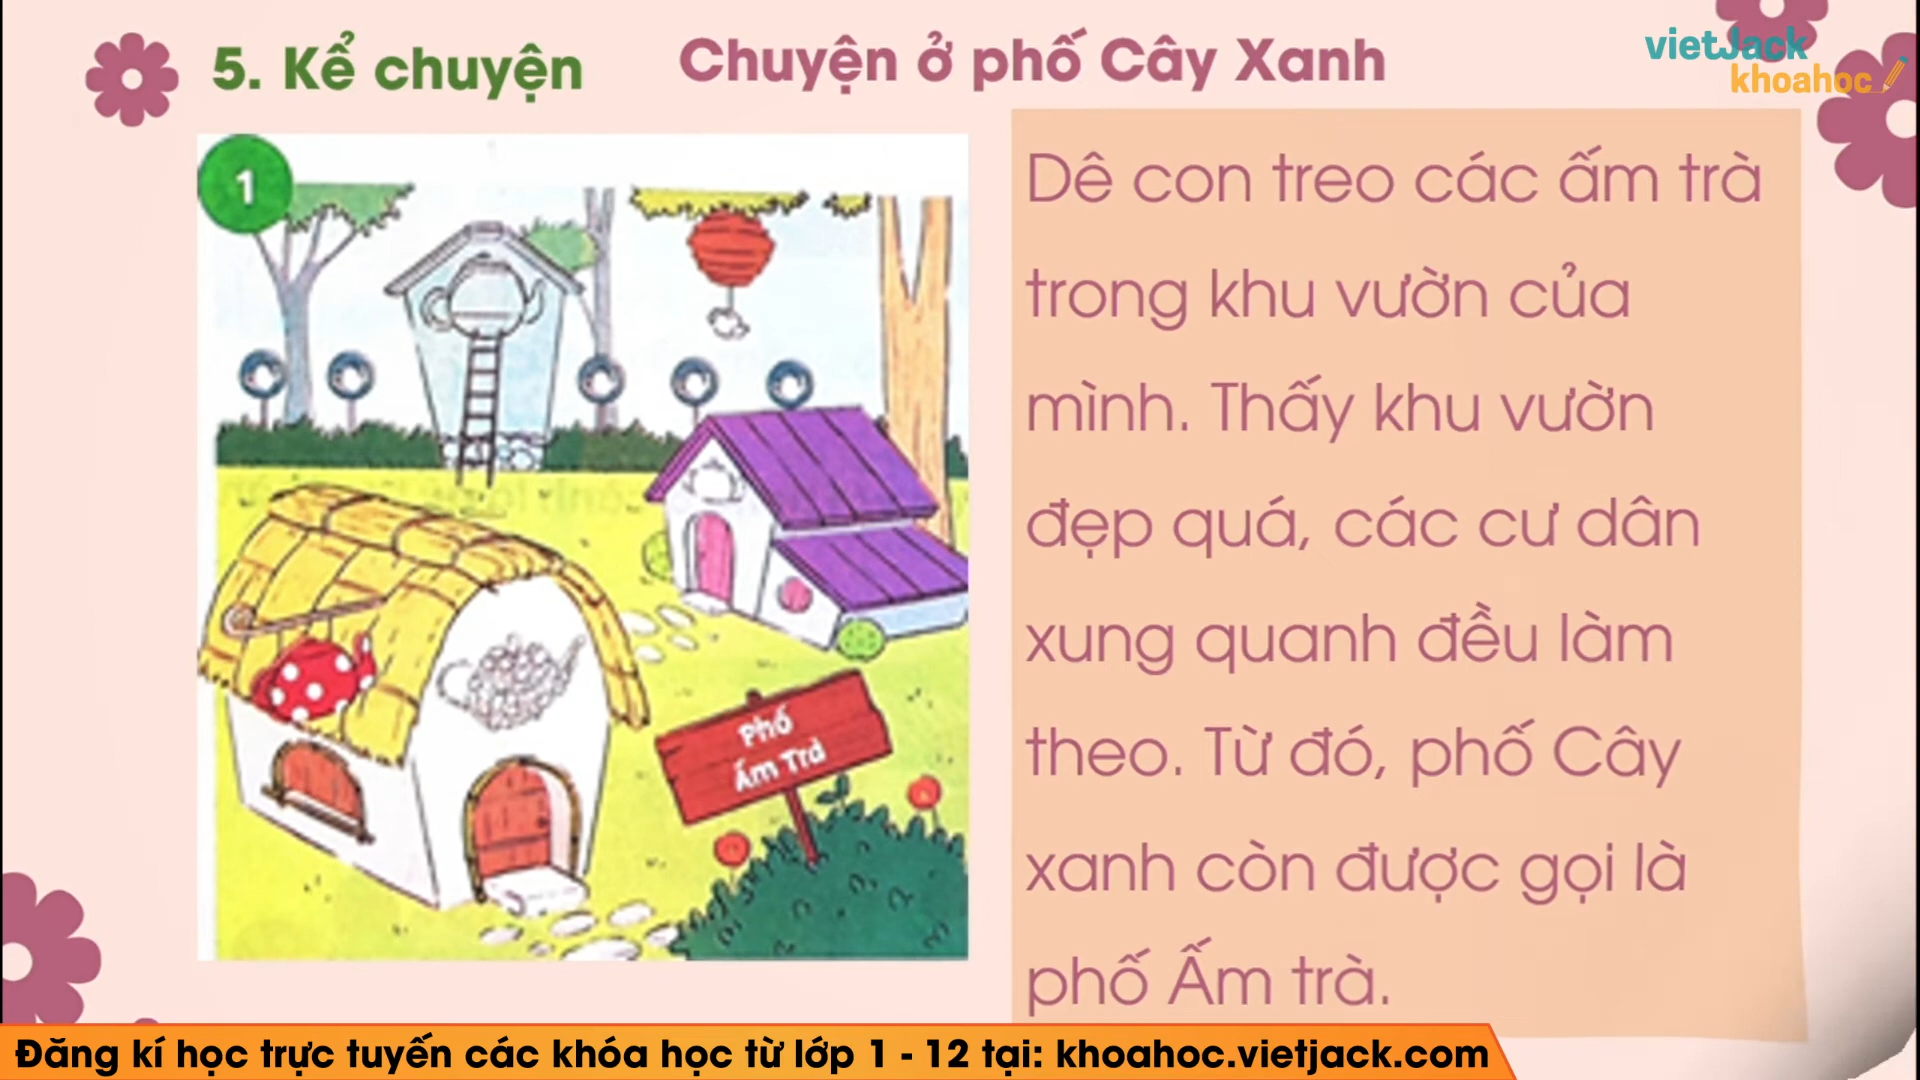 5. Kể chuyện
Chuyện ở phố Cây Xanh
vietJack
khoahoc
1
Phố
Ấm Trà
Dê con treo các ấm trà
trong khu vườn của
mình. Thấy khu vườn
đẹp quá, các cư dân
xung quanh đều làm
theo. Từ đó, phố Cây
xanh còn được gọi là
phố Ấm trà.
Đăng kí học trực tuyến các khóa học từ lớp 1 - 12 tại: khoahoc.vietjack.com